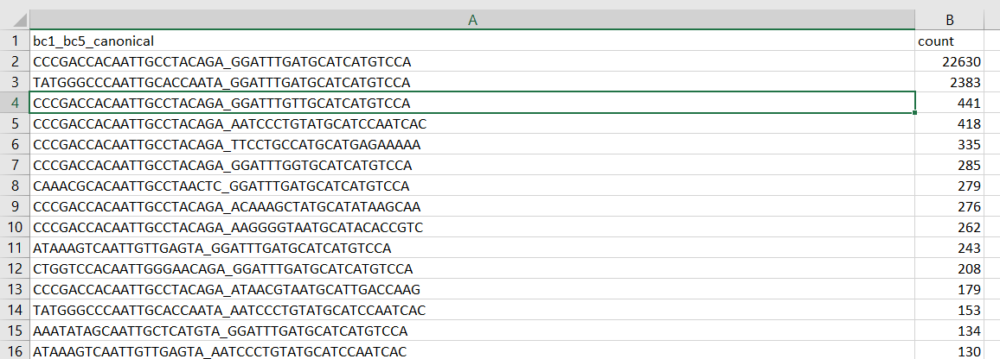 A B
1 bc1_bc5_canonical count
2 CCCGACCACAATTGCCTACAGA_GGATTTGATGCATCATGTCCA 22630
3 TATGGGCCCAATTGCACCAATA_GGATTTGATGCATCATGTCCA 2383
4 CCCGACCACAATTGCCTACAGA_GGATTTGTTGCATCATGTCCA 441
5 CCCGACCACAATTGCCTACAGA_AATCCCTGTATGCATCCAATCAC 418
6 CCCGACCACAATTGCCTACAGA_TTCCTGCCATGCATGAGAAAAA 335
7 CCCGACCACAATTGCCTACAGA_GGATTTGGTGCATCATGTCCA 285
8 CAAACGCACAATTGCCTAACTC_GGATTTGATGCATCATGTCCA 279
9 CCCGACCACAATTGCCTACAGA_ACAAAGCTATGCATATAAGCAA 276
10 CCCGACCACAATTGCCTACAGA_AAGGGGTAATGCATACACCGTC 262
11 ATAAAGTCAATTGTTGAGTA_GGATTTGATGCATCATGTCCA 243
12 CTGGTCCACAATTGGGAACAGA_GGATTTGATGCATCATGTCCA 208
13 CCCGACCACAATTGCCTACAGA_ATAACGTAATGCATTGACCAAG 179
14 TATGGGCCCAATTGCACCAATA_AATCCCTGTATGCATCCAATCAC 153
15 AAATATAGCAATTGCTCATGTA_GGATTTGATGCATCATGTCCA 134
16 ATAAAGTCAATTGTTGAGTA_AATCCCTGTATGCATCCAATCAC 130